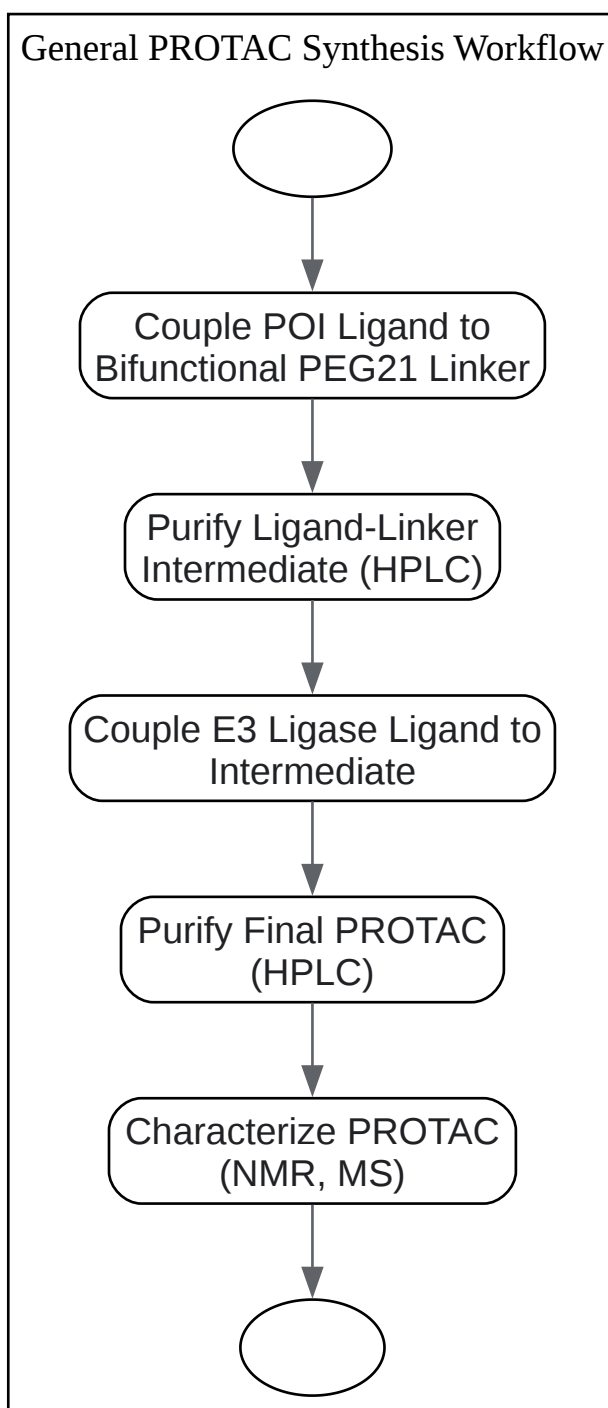 General PROTAC Synthesis Workflow
Couple POI Ligand to
Bifunctional PEG21 Linker
Purify Ligand-Linker
Intermediate (HPLC)
Couple E3 Ligase Ligand to
Intermediate
Purify Final PROTAC
(HPLC)
Characterize PROTAC
(NMR, MS)